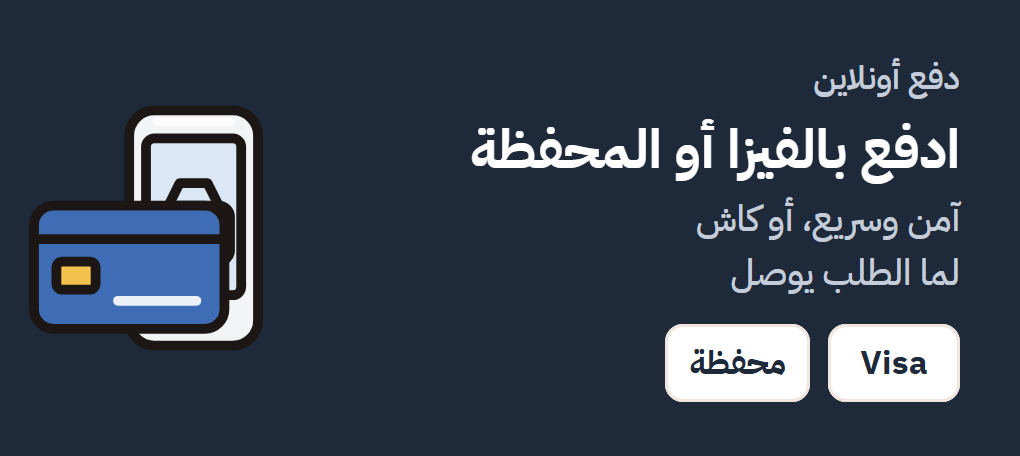 دفع أونلاين
ادفع بالفيزا أو المحفظة
آمن وسريع، أو كاش
لما الطلب يوصل
Visa
محفظة